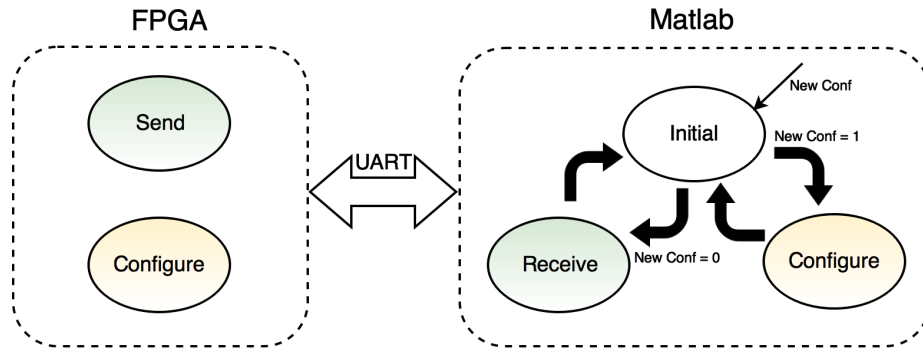 FPGA
Matlab
Send
Configure
UART
New Conf
Initial
New Conf = 1
Receive
New Conf = 0
Configure